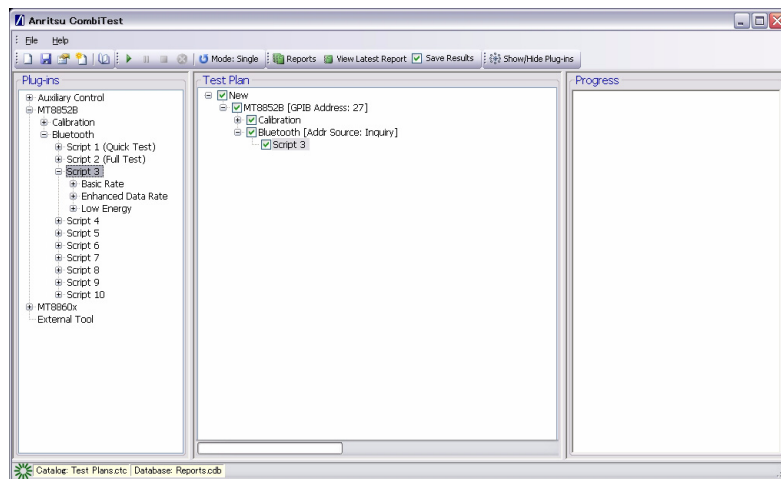 Anritsu CombiTest
File Help
Mode: Single Reports View Latest Report Save Results Show/Hide Plug-ins
Plug-ins
Auxiliary Control
MT8852B
Calibration
Bluetooth
Script 1 (Quick Test)
Script 2 (Full Test)
Script 3
Basic Rate
Enhanced Data Rate
Low Energy
Script 4
Script 5
Script 6
Script 7
Script 8
Script 9
Script 10
MT8860x
External Tool
Test Plan
New
MT8852B [GPIB Address: 27]
Calibration
Bluetooth [Addr Source: Inquiry]
Script 3
Progress
Catalog: Test Plans.ctc Database: Reports.cdb